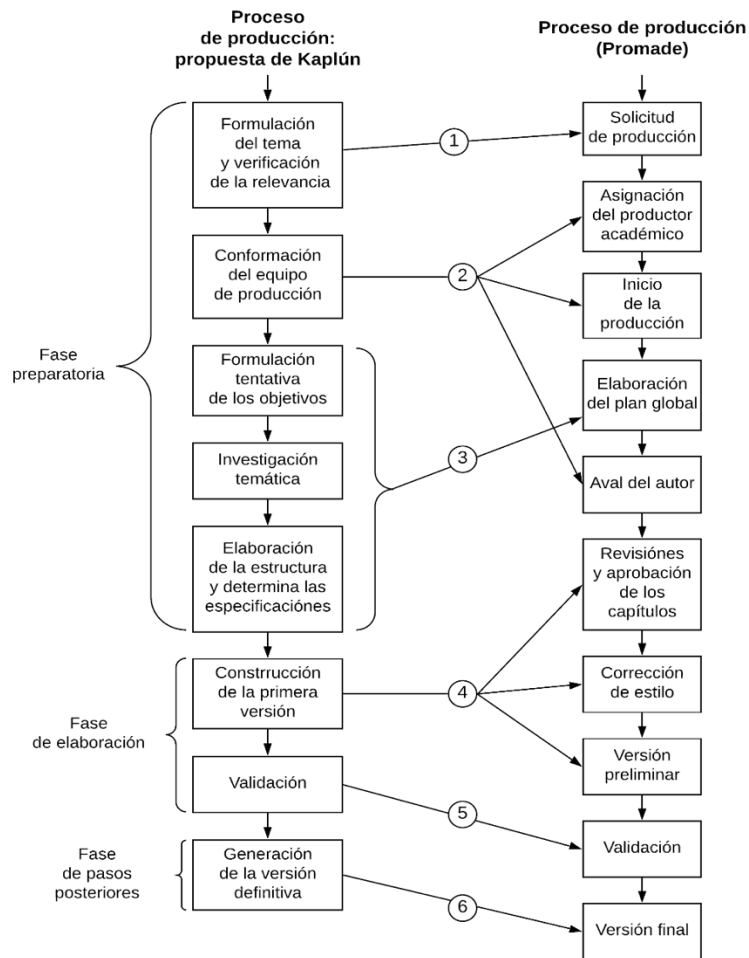 Proceso
de producción:
propuesta de Kaplún
Formulación
del tema
y verificación
de la relevancia
Conformación
del equipo
de producción
Formulación
tentativa
de los objetivos
Investigación
temática
Elaboración
de la estructura
y determina las
especificaciónes
Constrrucción
de la primera
versión
Validación
Generación
de la versión
definitiva
Fase
preparatoria
Fase
de elaboración
Fase
de pasos
posteriores
1
2
3
4
5
6
Proceso de producción
(Promade)
Solicitud
de producción
Asignación
del productor
académico
Inicio
de la
producción
Elaboración
del plan global
Aval del autor
Revisiónes
y aprobación
de los
capítulos
Corrección
de estilo
Versión
preliminar
Validación
Versión final